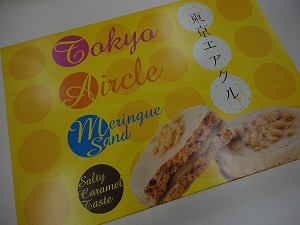 Tokyo
Aircle
Meringue
Sand
Salty
Caramel
Taste
東京エアクル